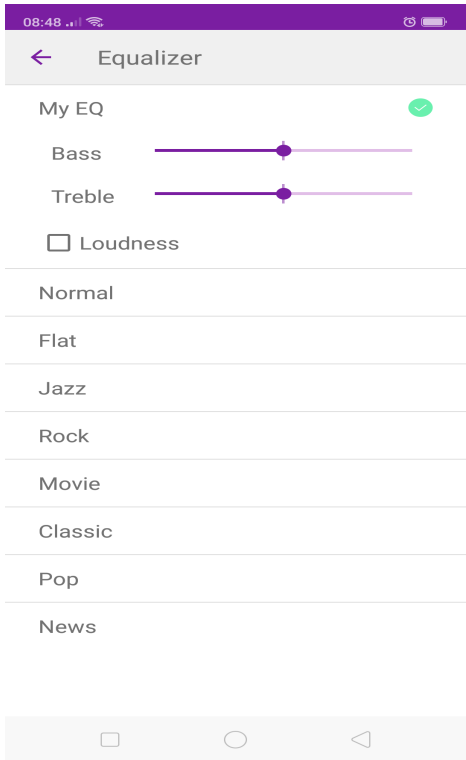 08:48
Equalizer
My EQ
Bass
Treble
Loudness
Normal
Flat
Jazz
Rock
Movie
Classic
Pop
News